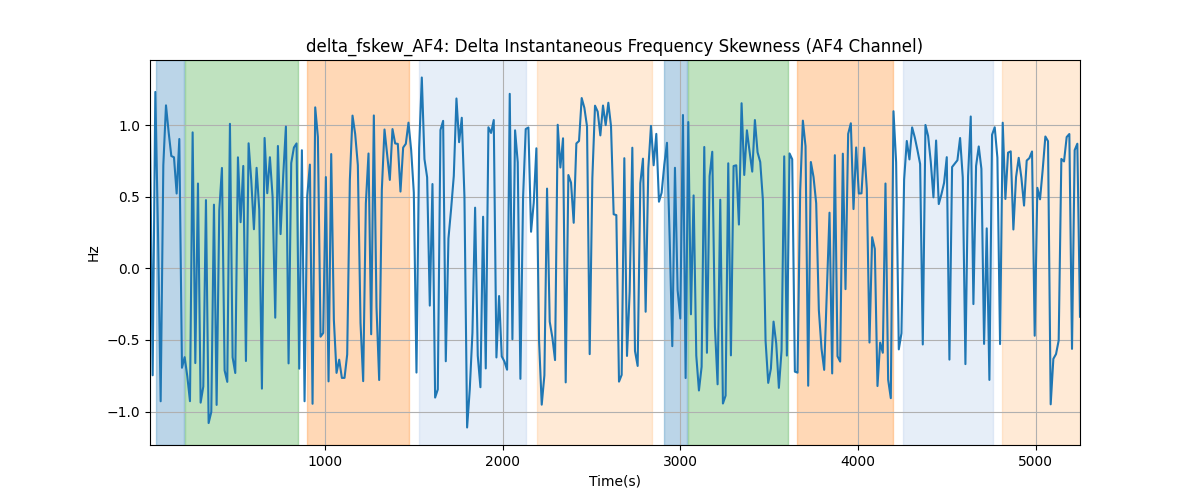 delta_fskew_AF4: Delta Instantaneous Frequency Skewness (AF4 Channel)
Hz
1.0
0.5
0.0
−0.5
−1.0
1000 2000 3000 4000 5000
Time(s)